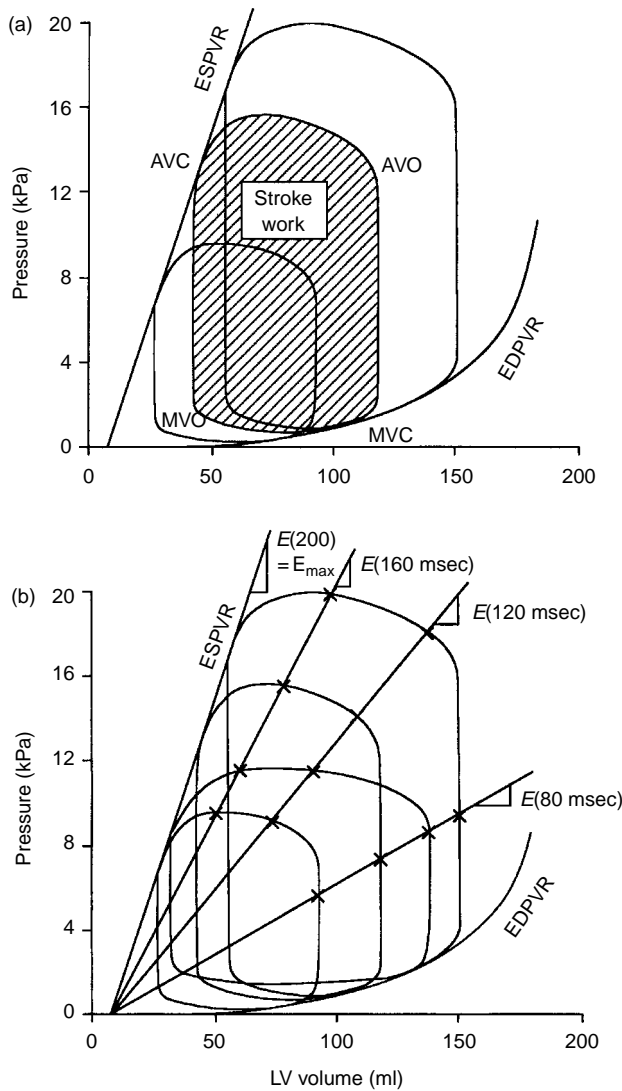 (a)
20
16
12
8
4
0
Pressure (kPa)
ESPVR
AVC
AVO
Stroke
work
MVO
MVC
EDPVR
0
50
100
150
200
(b)
20
16
12
8
4
0
Pressure (kPa)
ESPVR
E(200)
= Emax
E(160 msec)
E(120 msec)
E(80 msec)
EDPVR
0
50
100
150
200
LV volume (ml)